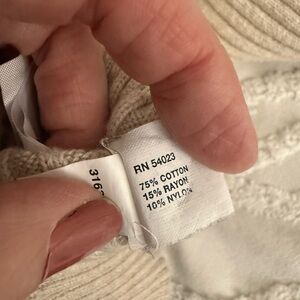 RN 54023
75% COTTON
15% RAYON
10% NYLON
316